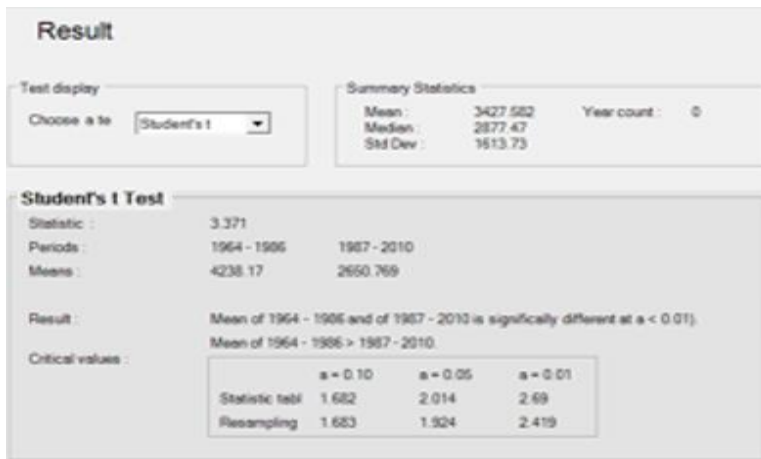 Result
Test display
Choose a te Student's t
Summary Statistics
Mean : 3427.582 Year count : 0
Median : 2877.47
Std Dev : 1613.73
Student's t Test
Statistic : 3.371
Periods : 1964 - 1986 1987 - 2010
Means : 4238.17 2650.769
Result : Mean of 1964 - 1986 and of 1987 - 2010 is significally different at a < 0.01).
Mean of 1964 - 1986 > 1987 - 2010.
Critical values :
a = 0.10 a = 0.05 a = 0.01
Statistic tabl 1.682 2.014 2.69
Resampling 1.683 1.924 2.419